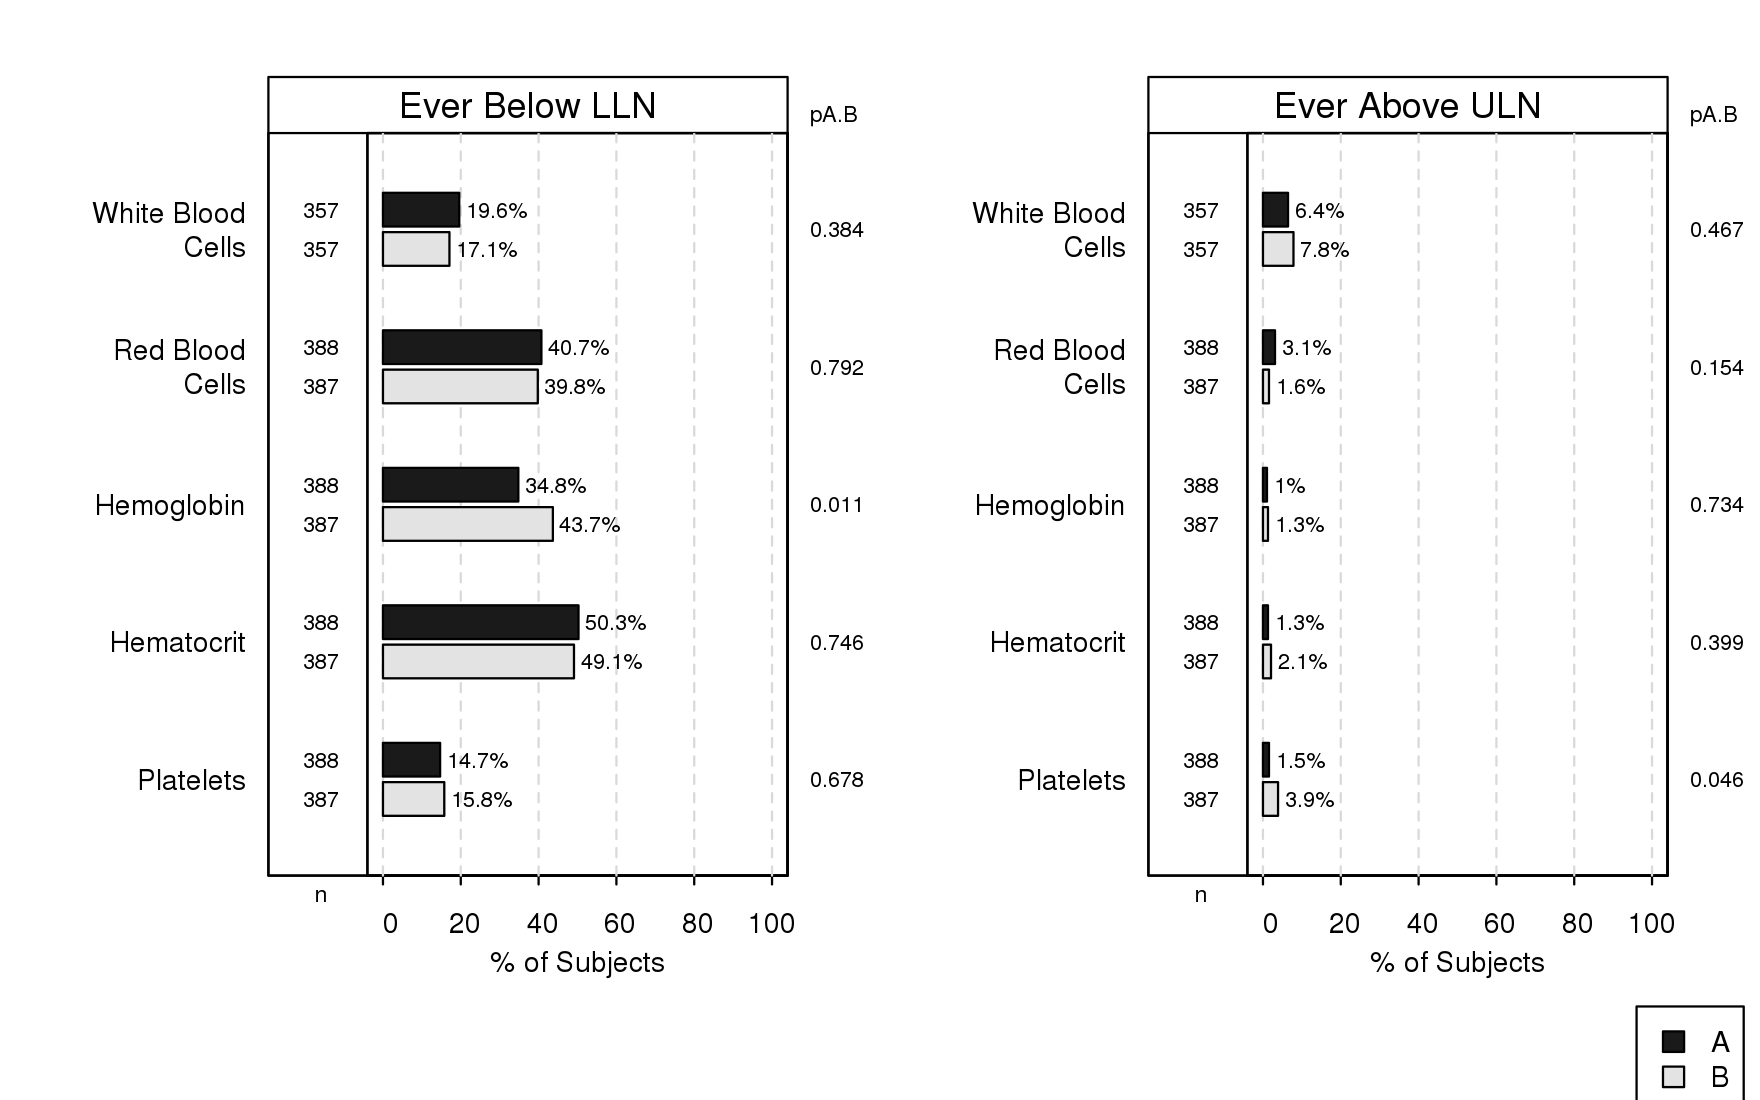 Ever Below LLN
pA.B
White Blood
Cells
357
19.6%
357
17.1%
0.384
Red Blood
Cells
388
40.7%
387
39.8%
0.792
Hemoglobin
388
34.8%
387
43.7%
0.011
Hematocrit
388
50.3%
387
49.1%
0.746
Platelets
388
14.7%
387
15.8%
0.678
n
0 20 40 60 80 100
% of Subjects
Ever Above ULN
pA.B
White Blood
Cells
357
6.4%
357
7.8%
0.467
Red Blood
Cells
388
3.1%
387
1.6%
0.154
Hemoglobin
388
1%
387
1.3%
0.734
Hematocrit
388
1.3%
387
2.1%
0.399
Platelets
388
1.5%
387
3.9%
0.046
n
0 20 40 60 80 100
% of Subjects
A
B